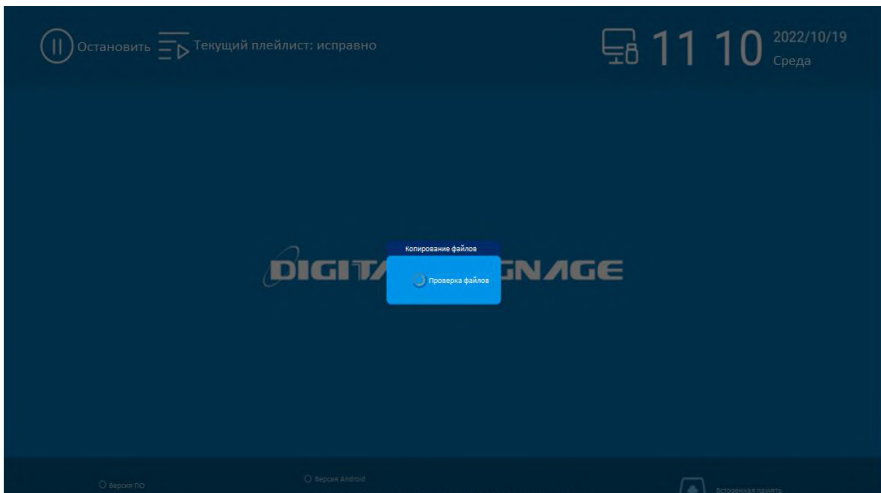 Остановить
Текущий плейлист: исправно
11 10
2022/10/19
Среда
Копирование файлов
Проверка файлов
DIGITA GNAGE
Версия ПО
Версия Android
Встроенная память